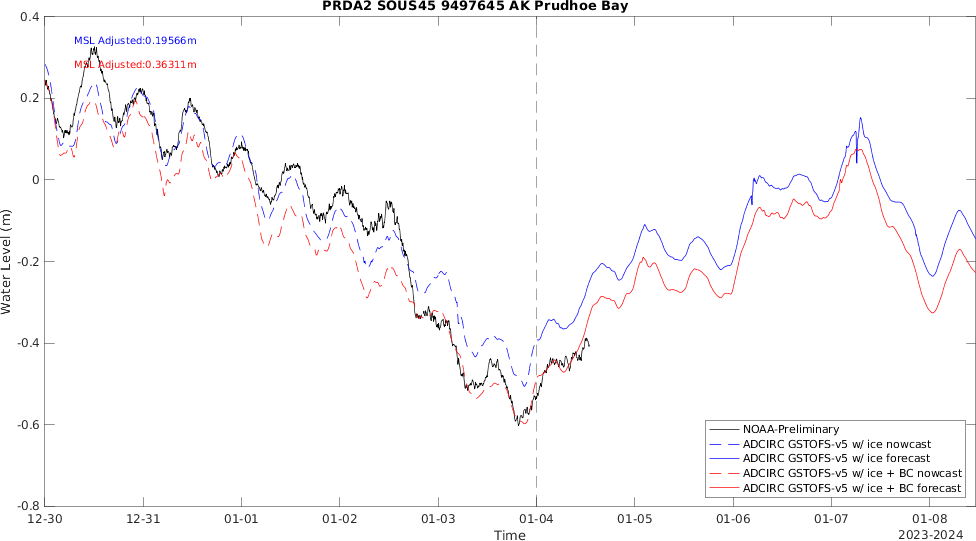 PRDA2 SOUS45 9497645 AK Prudhoe Bay
0.4
0.2
0
-0.2
-0.4
-0.6
-0.8
Water Level (m)
MSL Adjusted:0.19566m
MSL Adjusted:0.36311m
NOAA-Preliminary
ADCIRC GSTOFS-v5 w/ ice nowcast
ADCIRC GSTOFS-v5 w/ ice forecast
ADCIRC GSTOFS-v5 w/ ice + BC nowcast
ADCIRC GSTOFS-v5 w/ ice + BC forecast
12-30 12-31 01-01 01-02 01-03 01-04 01-05 01-06 01-07 01-08
Time
2023-2024